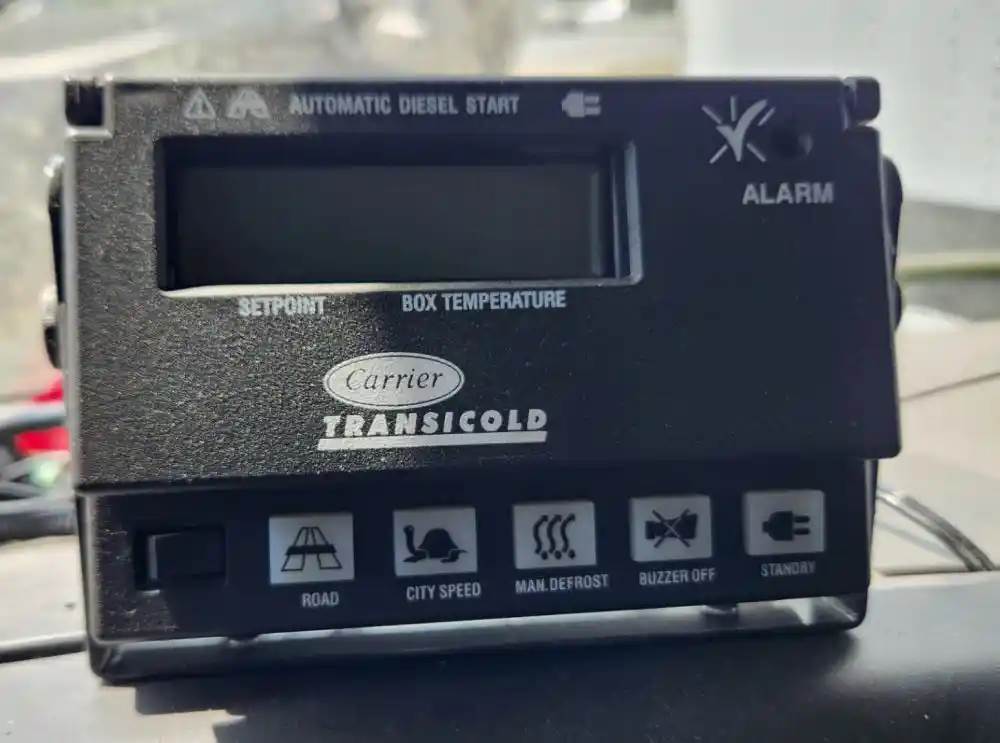 AUTOMATIC DIESEL START
ALARM
SETPOINT BOX TEMPERATURE
Carrier
TRANSICOLD
ROAD CITY SPEED MAN.DEFROST BUZZER OFF STANDBY